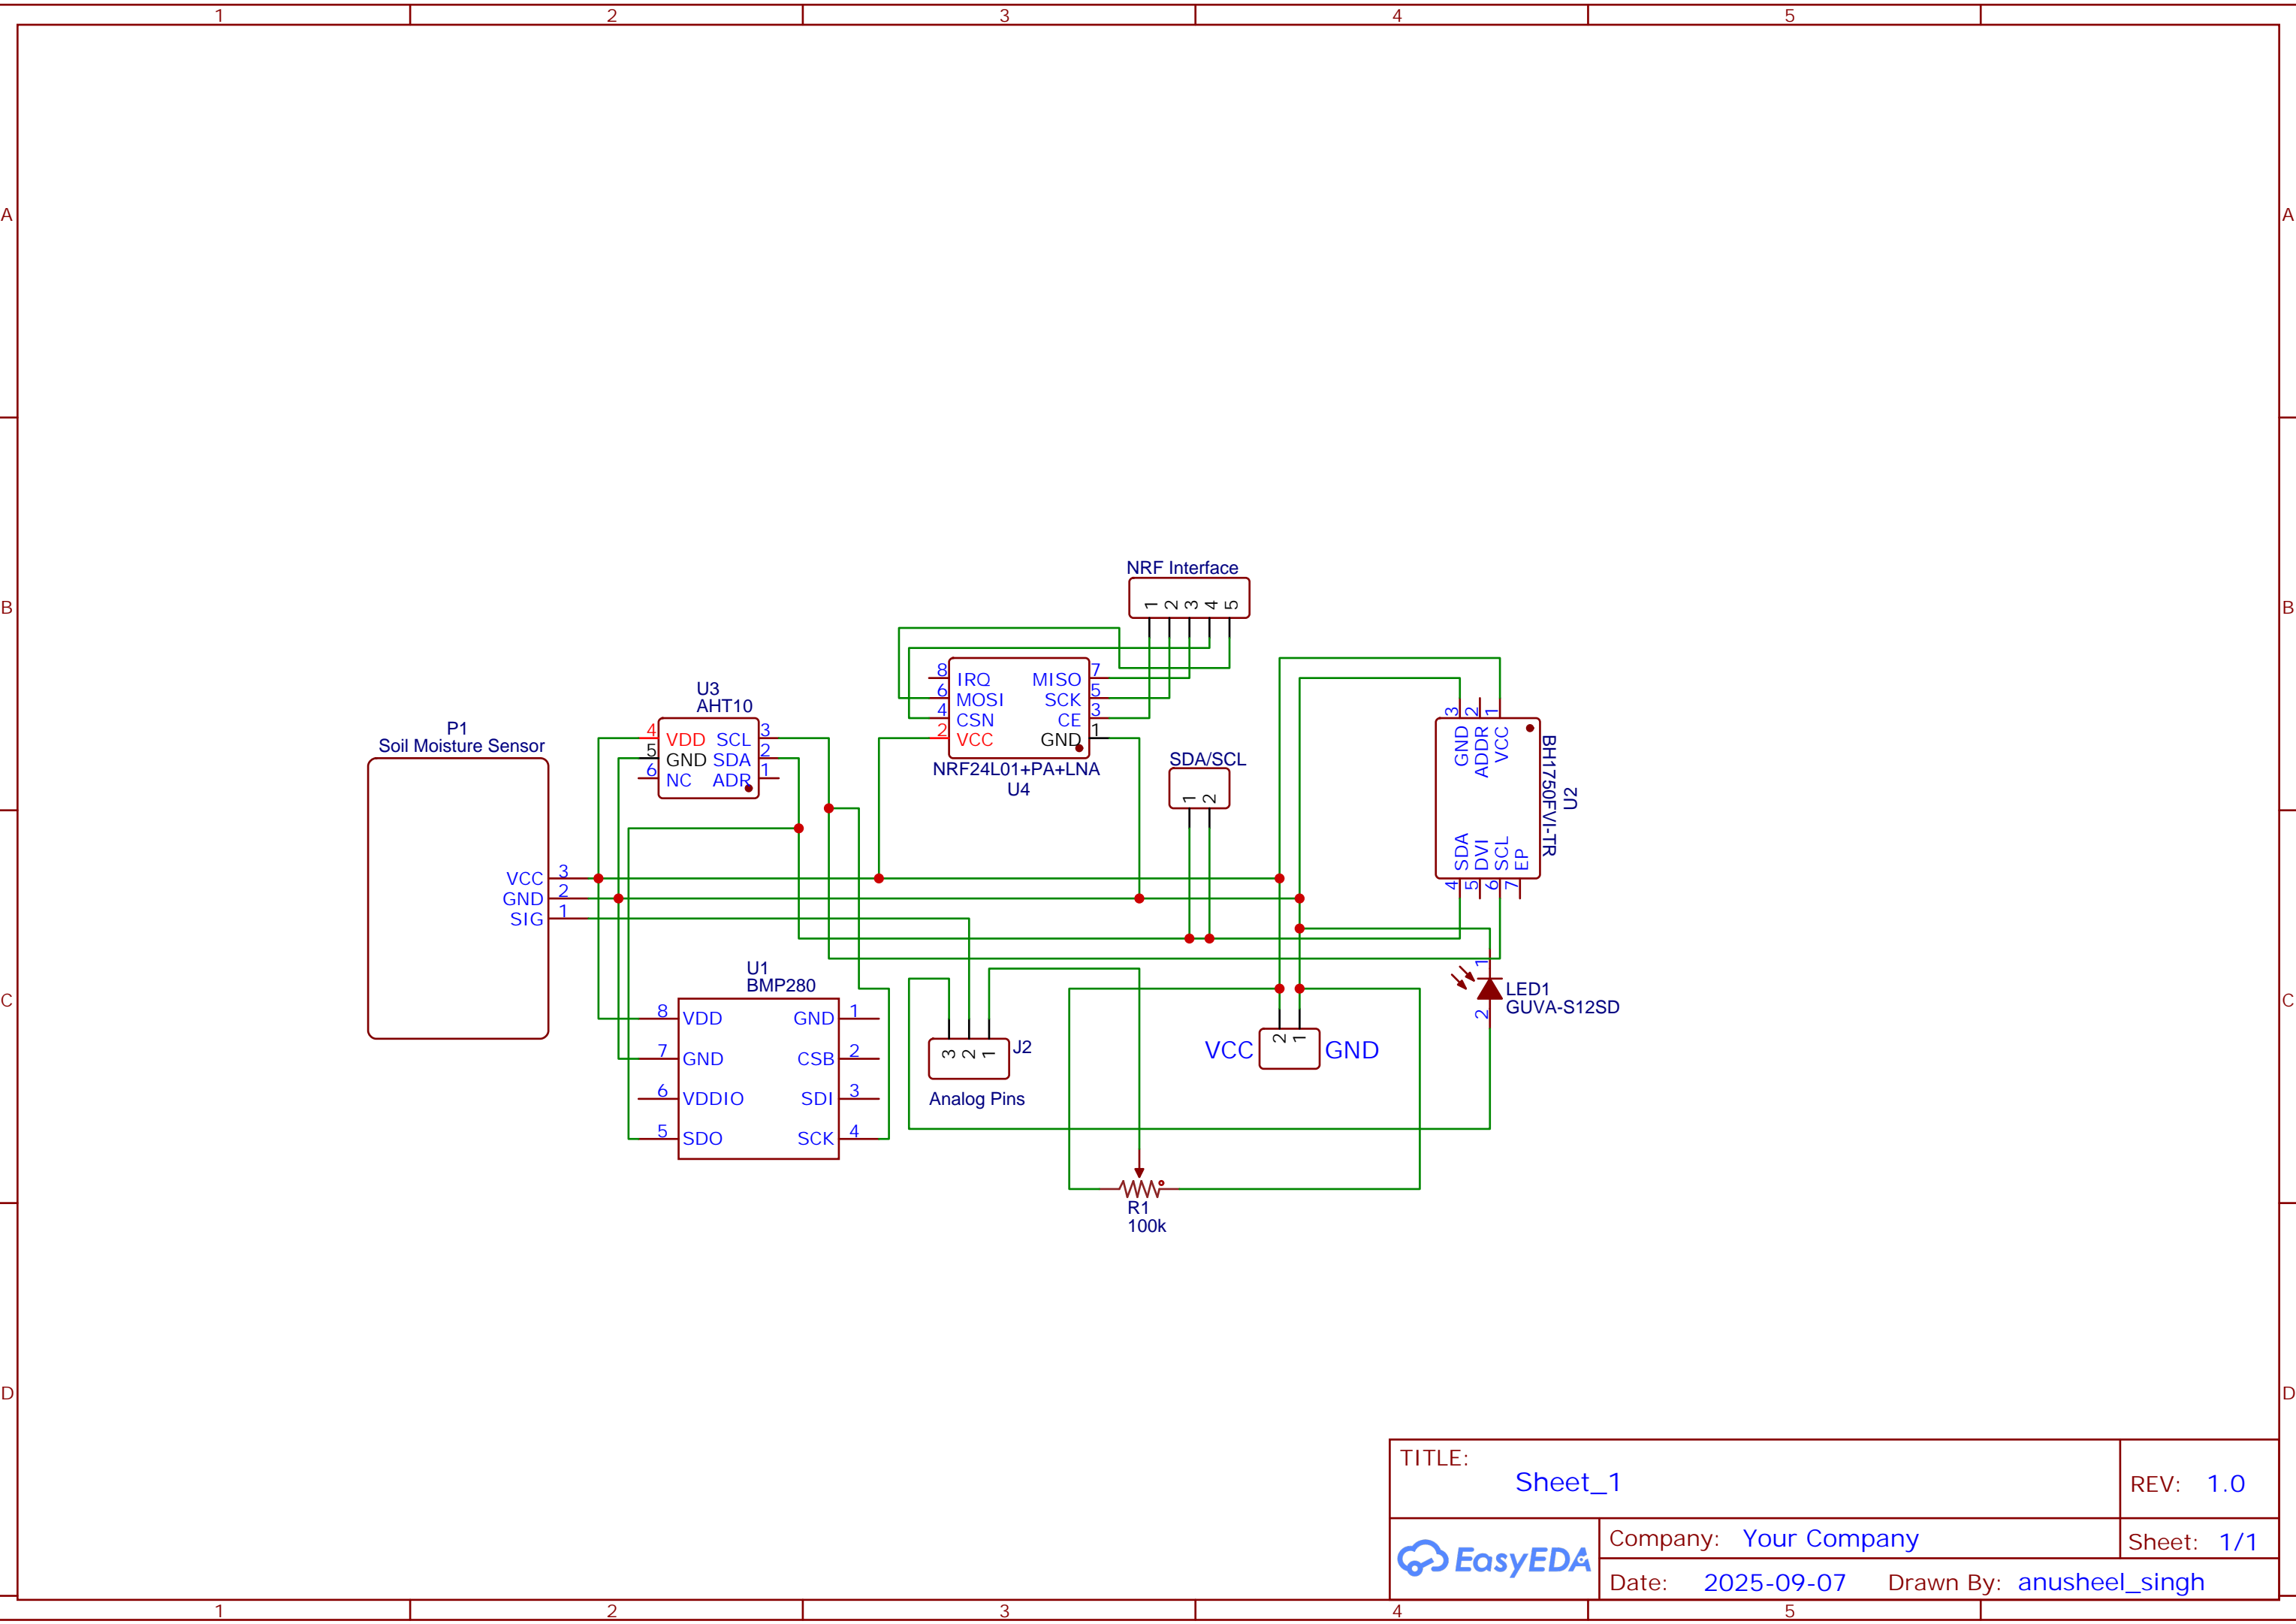 1 2 3 4 5
A A
B B
C C
D D
NRF Interface
1 2 3 4 5
U4
NRF24L01+PA+LNA
8 IRQ MISO 7
6 MOSI SCK 5
4 CSN CE 3
2 VCC GND 1
U3
AHT10
4 VDD SCL 3
5 GND SDA 2
6 NC ADR 1
P1
Soil Moisture Sensor
VCC 3
GND 2
SIG 1
SDA/SCL
1 2
3 2 1
GND ADDR VCC
BH1750FVI-TR
U2
SDA DVI SCL EP
4 5 6 7
U1
BMP280
8 VDD GND 1
7 GND CSB 2
6 VDDIO SDI 3
5 SDO SCK 4
3 2 1
J2
Analog Pins
VCC 2 1 GND
1
LED1
GUVA-S12SD
2
R1
100k
TITLE:
Sheet_1
REV: 1.0
EasyEDA
Company: Your Company
Sheet: 1/1
Date: 2025-09-07
Drawn By: anusheel_singh
1 2 3 4 5